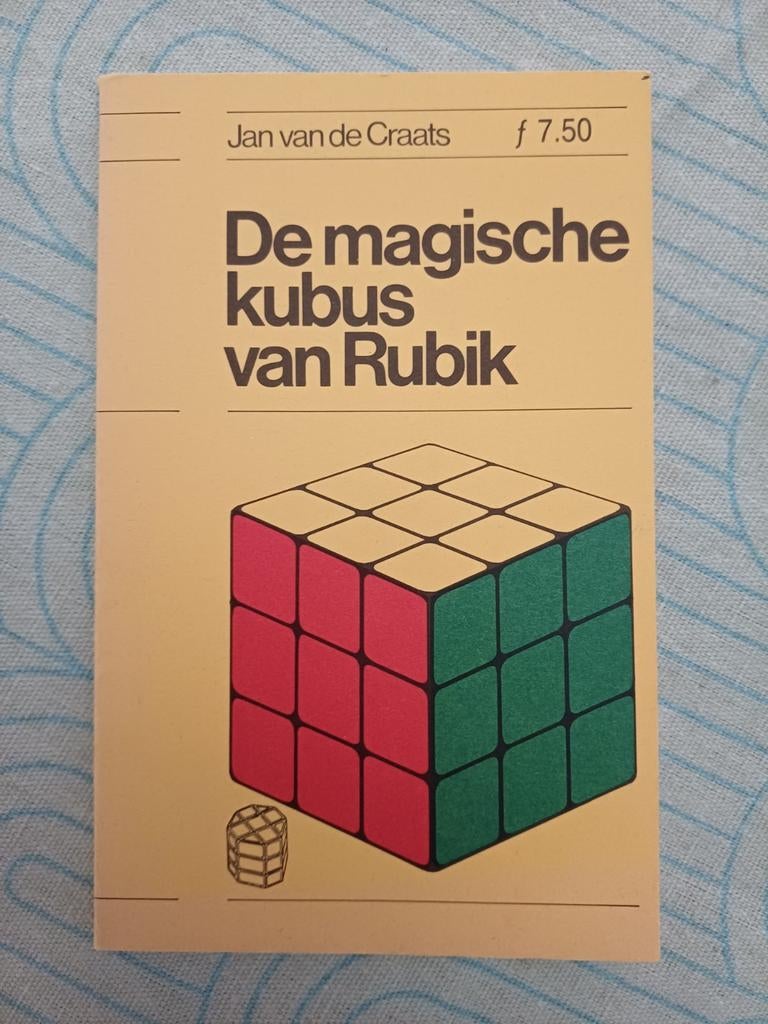 Jan van de Craats ƒ 7.50
De magische
kubus
van Rubik